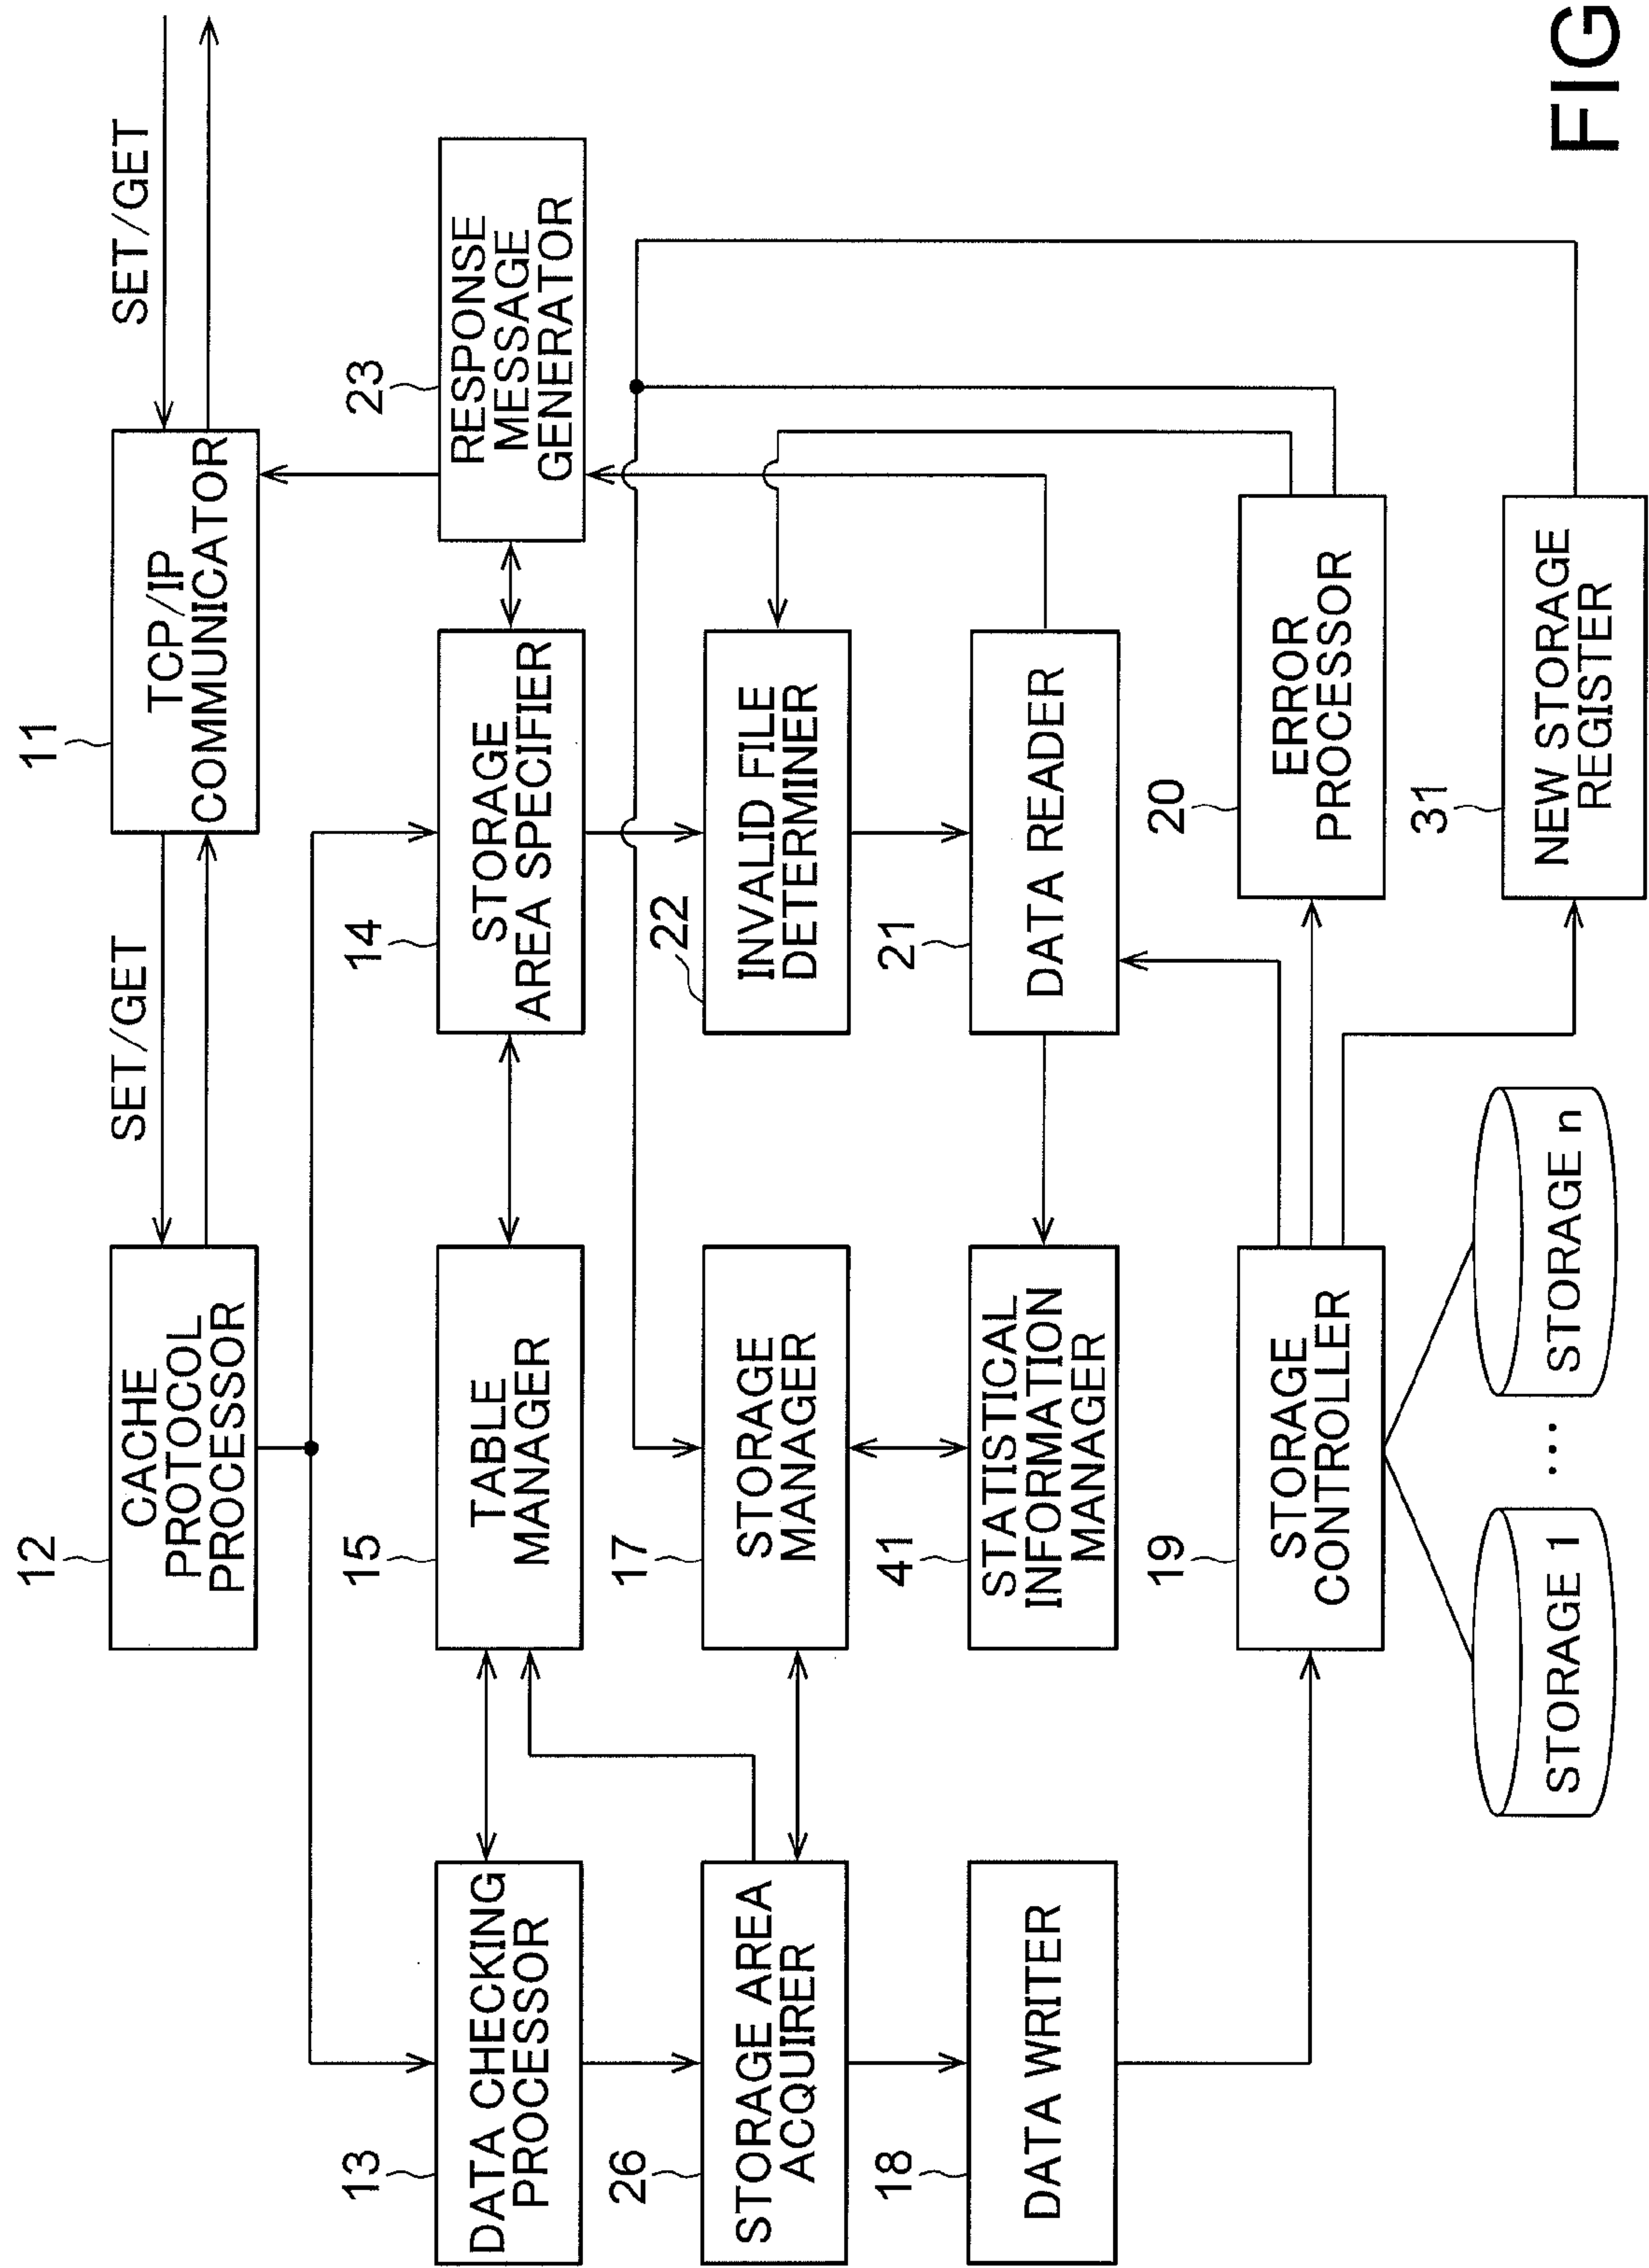 SET/GET
SET/GET
12
CACHE
PROTOCOL
PROCESSOR
11
TCP/IP
COMMUNICATOR
13
DATA CHECKING
PROCESSOR
15
TABLE
MANAGER
14
STORAGE
AREA SPECIFIER
23
RESPONSE
MESSAGE
GENERATOR
26
STORAGE AREA
ACQUIRER
17
STORAGE
MANAGER
22
INVALID FILE
DETERMINER
18
DATA WRITER
41
STATISTICAL
INFORMATION
MANAGER
21
DATA READER
19
STORAGE
CONTROLLER
20
ERROR
PROCESSOR
STORAGE 1
...
STORAGE n
31
NEW STORAGE
REGISTER
FIG